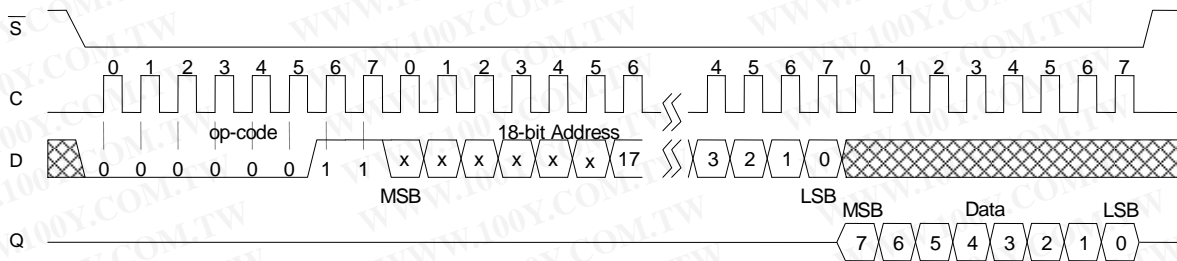 S
0 1 2 3 4 5 6 7 0 1 2 3 4 5 6 4 5 6 7 0 1 2 3 4 5 6 7
C
op-code 18-bit Address
D 0 0 0 0 0 0 1 1 x x x x x x 17 3 2 1 0
MSB LSB
MSB Data LSB
Q 7 6 5 4 3 2 1 0
WWW.100Y.COM.TW